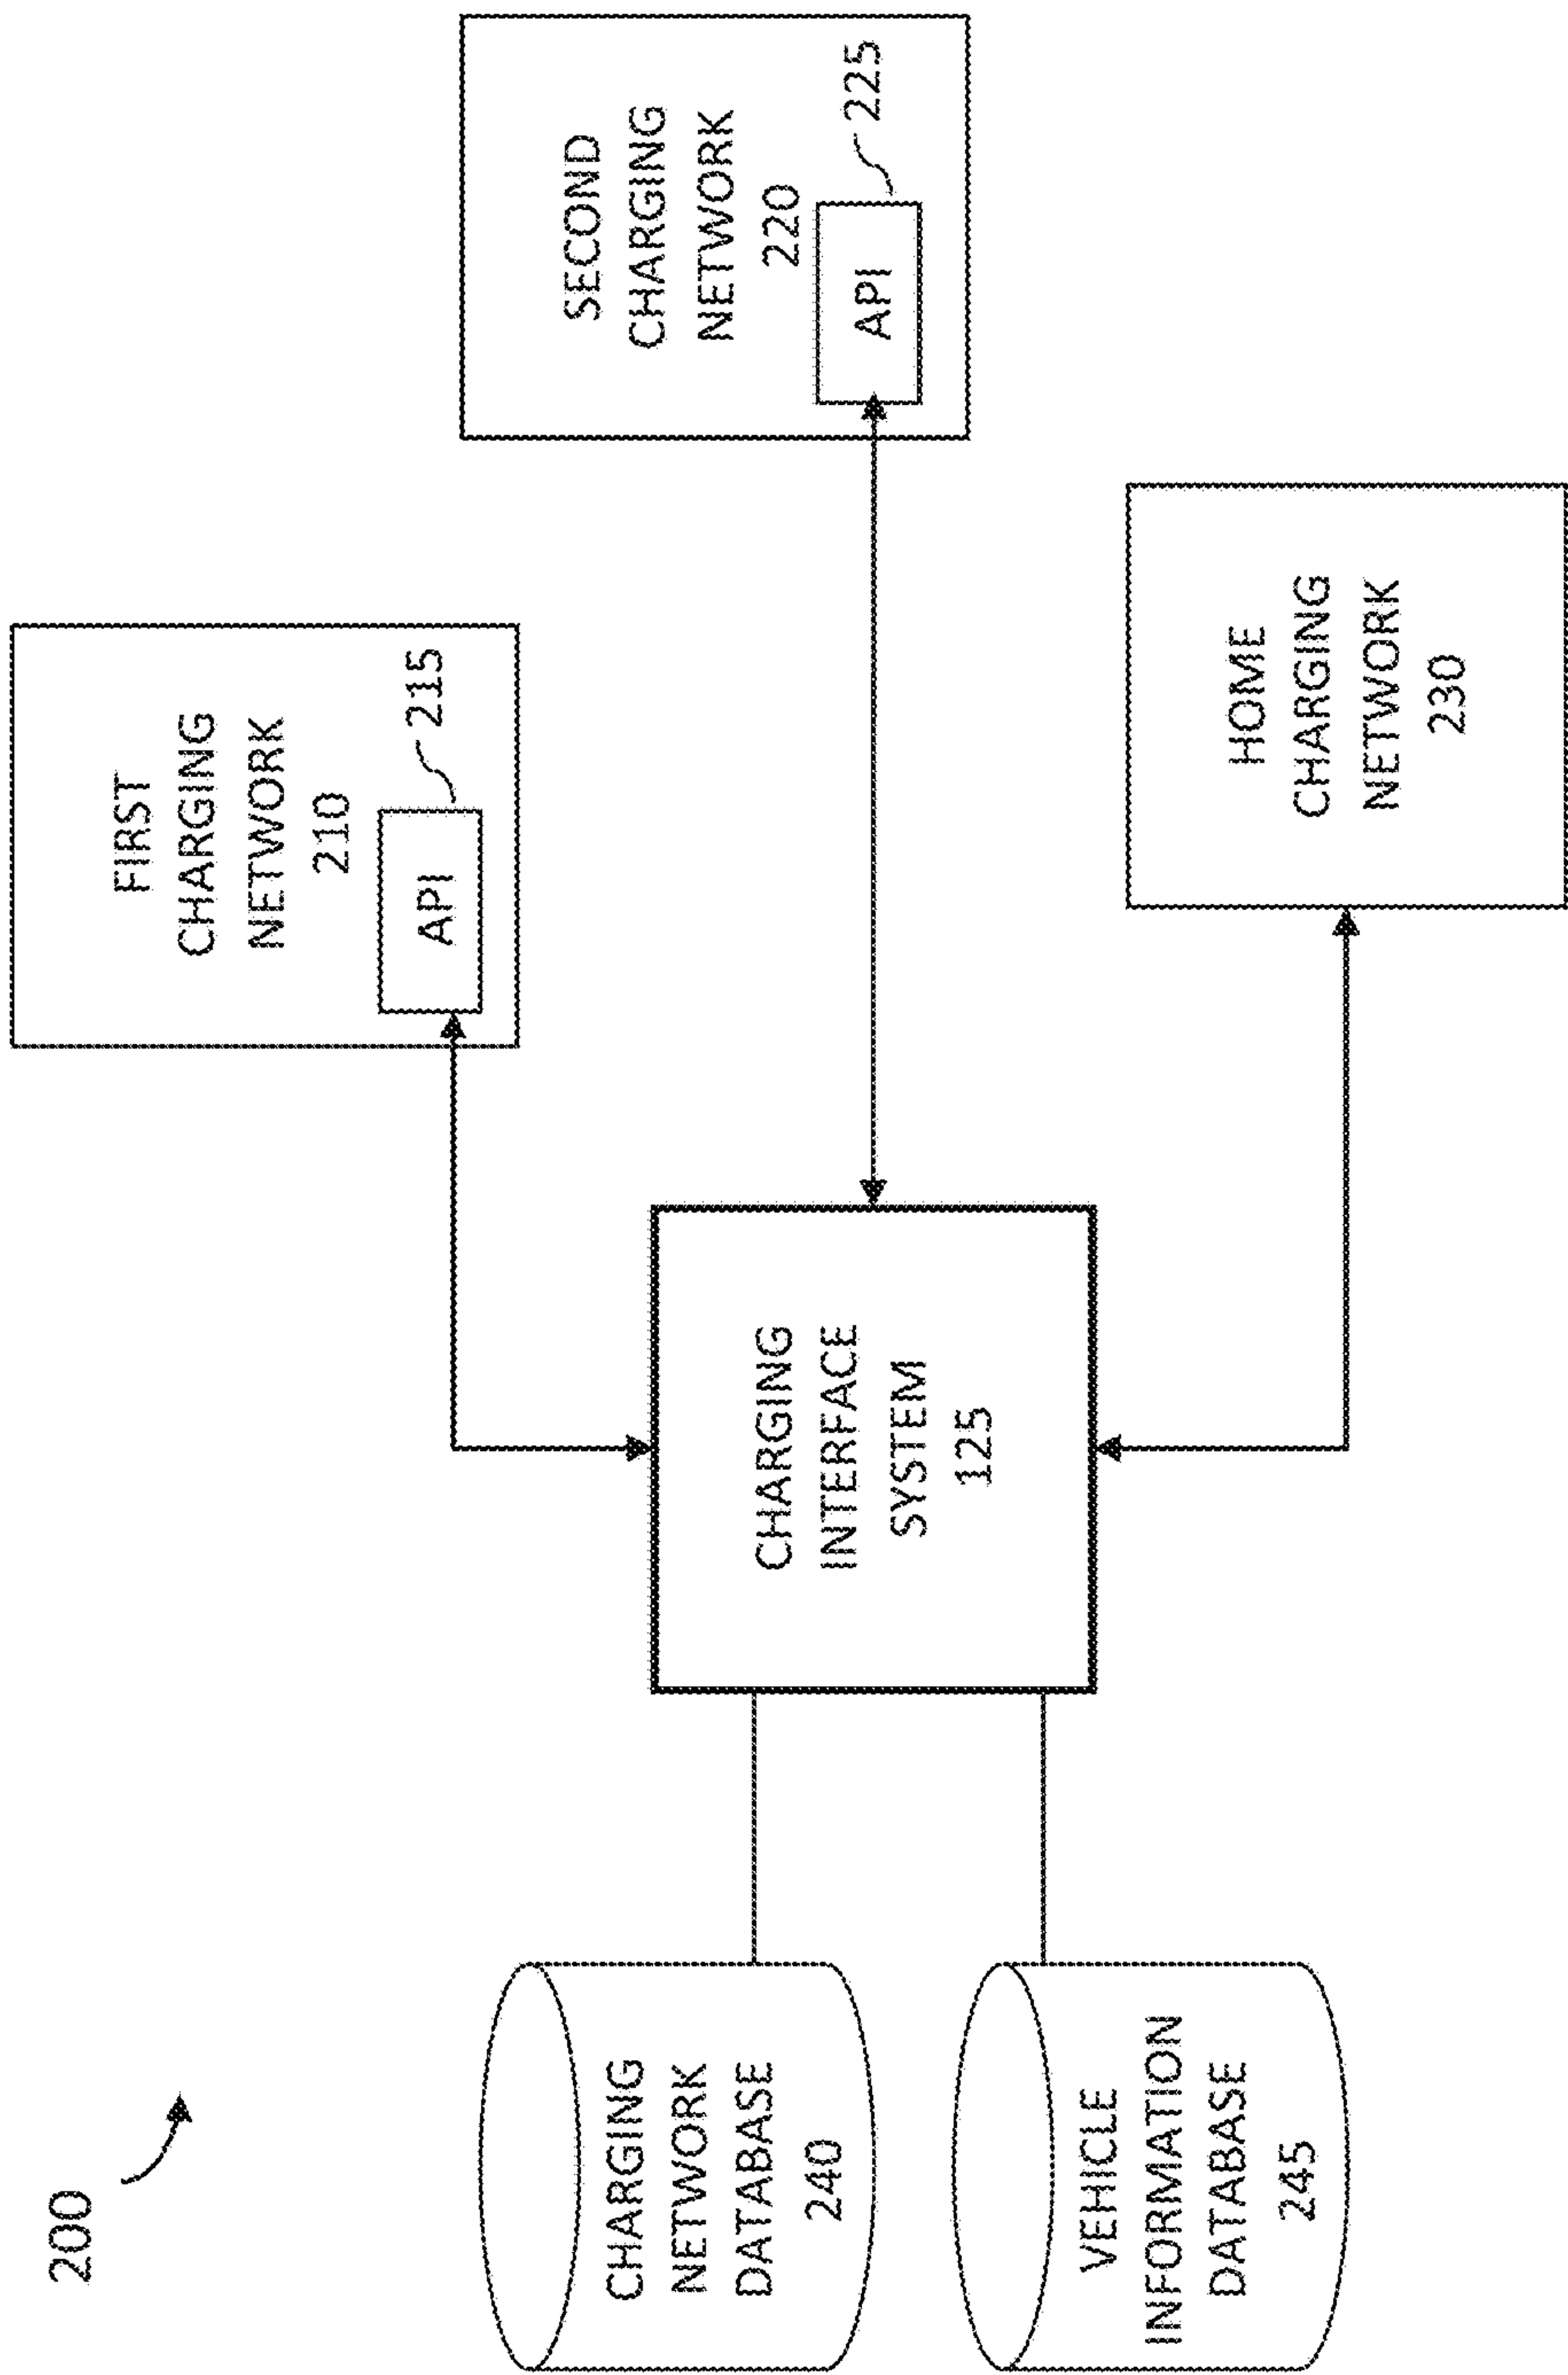 200
FIRST
CHARGING
NETWORK
210
API
215
SECOND
CHARGING
NETWORK
220
API
225
CHARGING
INTERFACE
SYSTEM
125
CHARGING
NETWORK
DATABASE
240
VEHICLE
INFORMATION
DATABASE
245
HOME
CHARGING
NETWORK
230